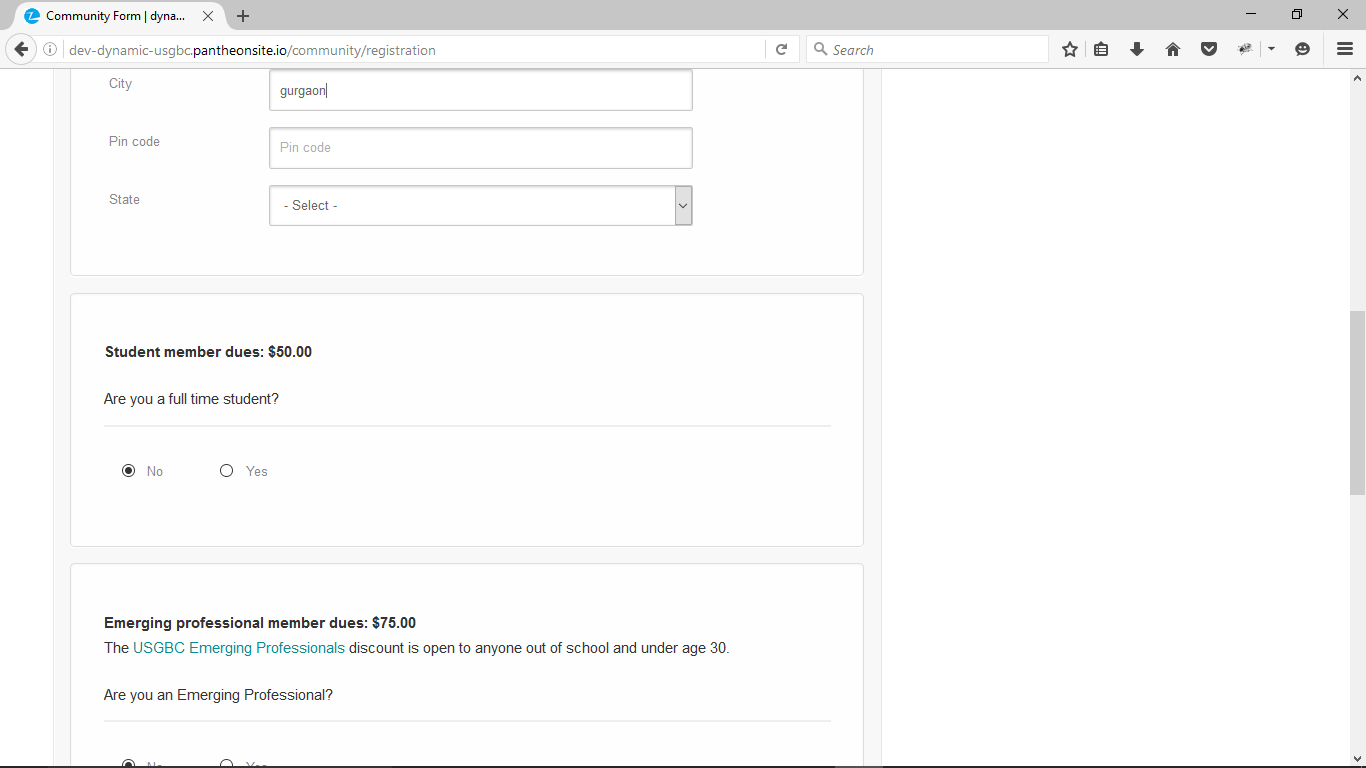 Community Form | dyna...
dev-dynamic-usgbc.pantheonsite.io/community/registration
Search
City
gurgaon
Pin code
Pin code
State
- Select -
Student member dues: $50.00
Are you a full time student?
No
Yes
Emerging professional member dues: $75.00
The USGBC Emerging Professionals discount is open to anyone out of school and under age 30.
Are you an Emerging Professional?
No
Yes